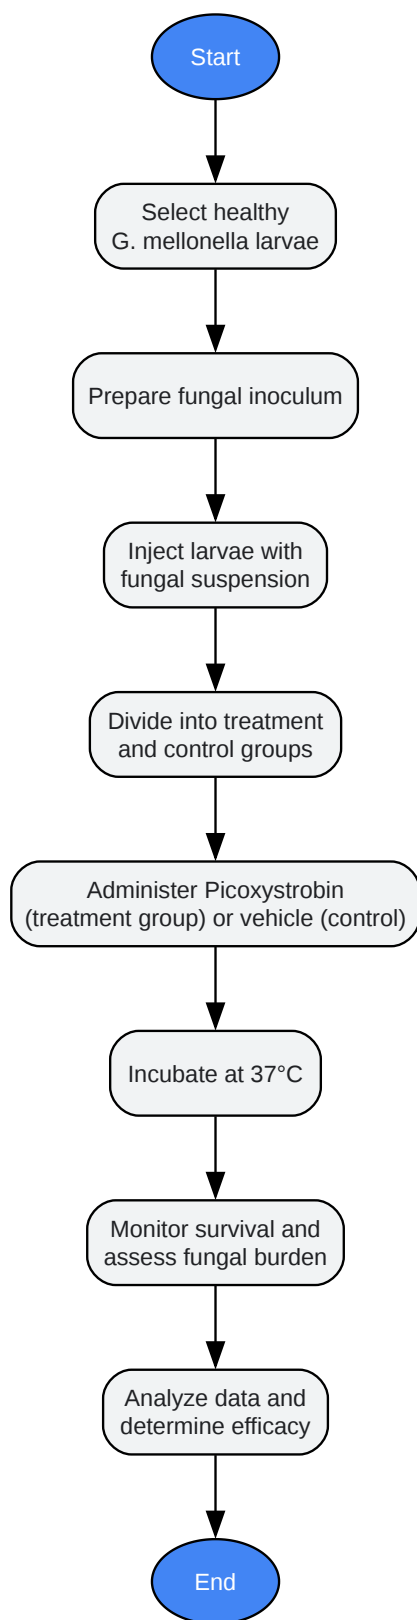 Start
Select healthy
G. mellonella larvae
Prepare fungal inoculum
Inject larvae with
fungal suspension
Divide into treatment
and control groups
Administer Picoxystrobin
(treatment group) or vehicle (control)
Incubate at 37°C
Monitor survival and
assess fungal burden
Analyze data and
determine efficacy
End